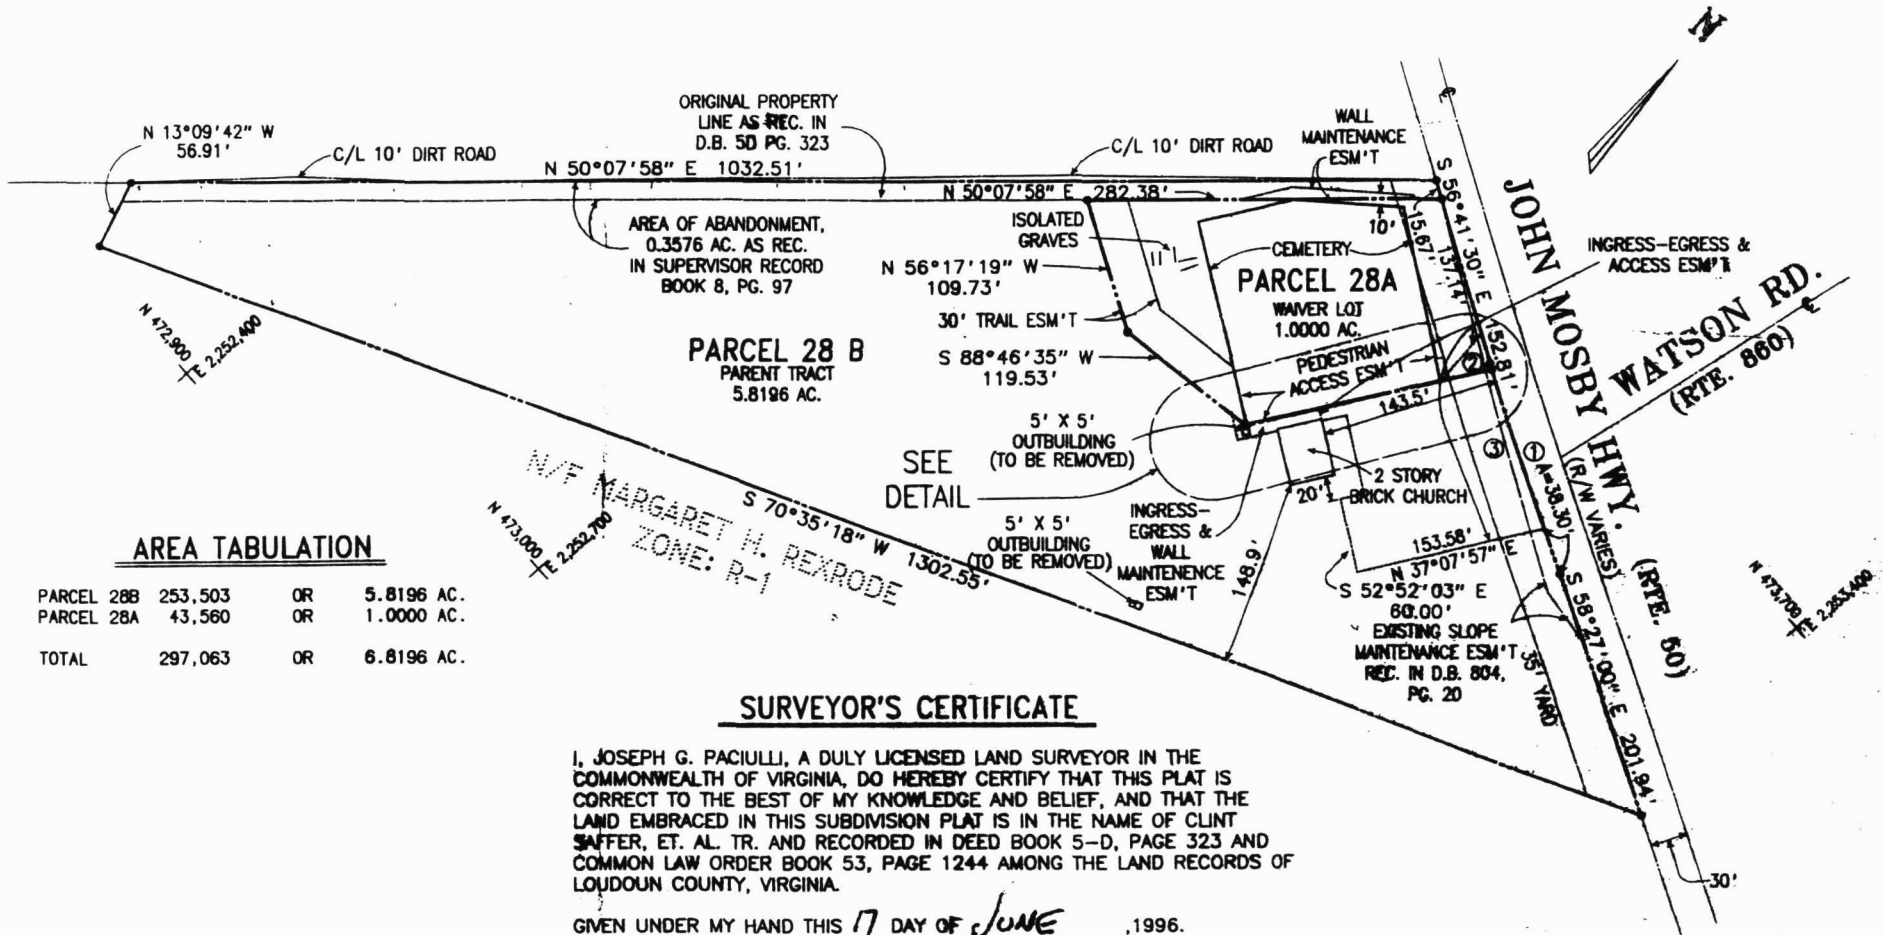 N
N 13°09'42" W
56.91'
C/L 10' DIRT ROAD
ORIGINAL PROPERTY
LINE AS REC. IN
D.B. 5D PG. 323
N 50°07'58" E 1032.51'
C/L 10' DIRT ROAD
WALL
MAINTENANCE
ESM'T
N 50°07'58" E 282.38'
AREA OF ABANDONMENT,
0.3576 AC. AS REC.
IN SUPERVISOR RECORD
BOOK 8, PG. 97
ISOLATED
GRAVES
CEMETERY
10'
15.67'
S 56°41'30" E
137.14'
152.81'
N 56°17'19" W
109.73'
30' TRAIL ESM'T
S 88°46'35" W
119.53'
PARCEL 28A
WAIVER LOT
1.0000 AC.
PEDESTRIAN
ACCESS ESM'T
2
143.5'
INGRESS-EGRESS &
ACCESS ESM'T
JOHN MOSBY HWY.
(RTE. 50)
(R/W VARIES)
WATSON RD.
(RTE. 860)
N 472,900
E 2,252,400
PARCEL 28 B
PARENT TRACT
5.8196 AC.
5' X 5'
OUTBUILDING
(TO BE REMOVED)
SEE
DETAIL
2 STORY
BRICK CHURCH
20'
3
1
A=38.30'
N/F MARGARET H. REXRODE
ZONE: R-1
S 70°35'18" W 1302.55'
N 473,000
E 2,252,700
5' X 5'
OUTBUILDING
(TO BE REMOVED)
INGRESS-
EGRESS &
WALL
MAINTENENCE
ESM'T
148.9'
153.58'
N 37°07'57" E
S 52°52'03" E
60.00'
EXISTING SLOPE
MAINTENANCE ESM'T
REC. IN D.B. 804,
PG. 20
35' YARD
S 58°27'00" E 201.94'
N 473,700
E 2,253,400
30'
AREA TABULATION
PARCEL 28B 253,503 OR 5.8196 AC.
PARCEL 28A 43,560 OR 1.0000 AC.
TOTAL 297,063 OR 6.8196 AC.
SURVEYOR'S CERTIFICATE
I, JOSEPH G. PACIULLI, A DULY LICENSED LAND SURVEYOR IN THE
COMMONWEALTH OF VIRGINIA, DO HEREBY CERTIFY THAT THIS PLAT IS
CORRECT TO THE BEST OF MY KNOWLEDGE AND BELIEF, AND THAT THE
LAND EMBRACED IN THIS SUBDIVISION PLAT IS IN THE NAME OF CLINT
SAFFER, ET. AL. TR. AND RECORDED IN DEED BOOK 5-D, PAGE 323 AND
COMMON LAW ORDER BOOK 53, PAGE 1244 AMONG THE LAND RECORDS OF
LOUDOUN COUNTY, VIRGINIA.
GIVEN UNDER MY HAND THIS 17 DAY OF JUNE ,1996.